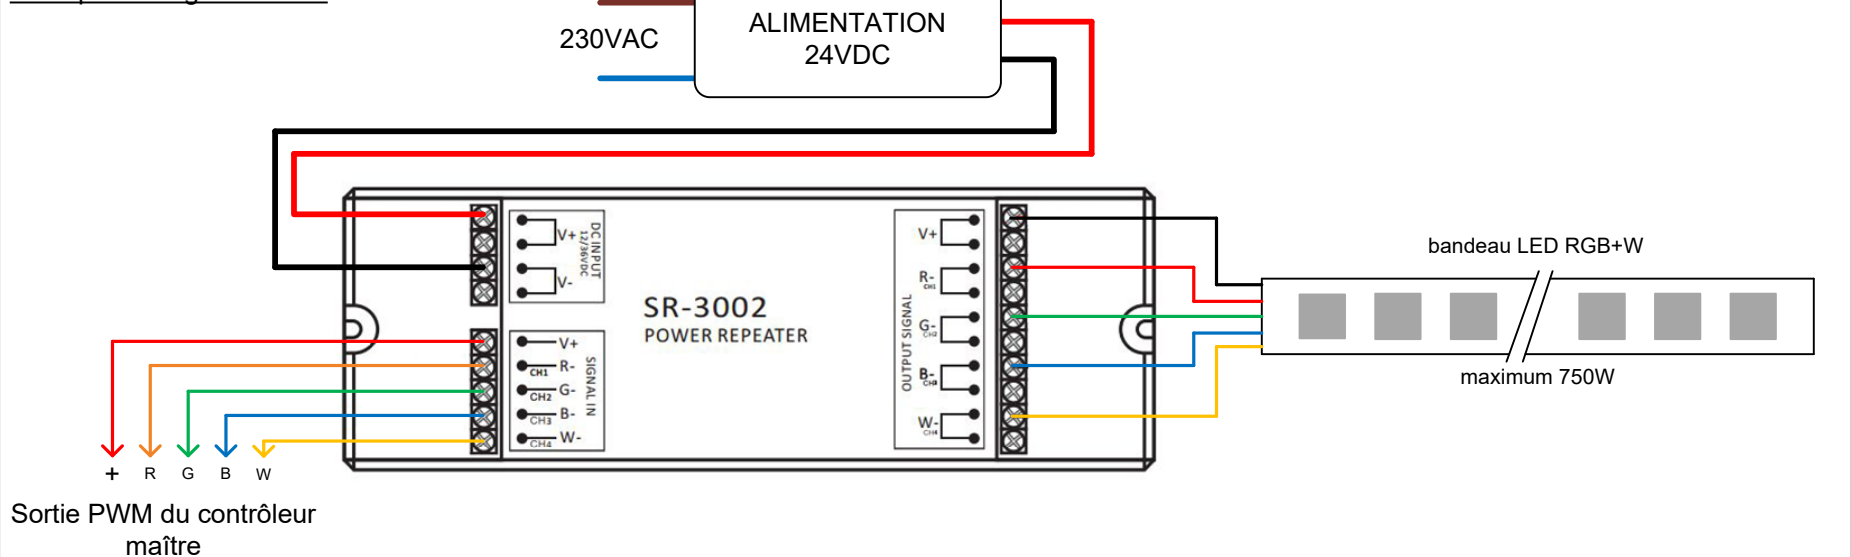 230VAC
ALIMENTATION
24VDC
V+
V-
DC INPUT
12/36VDC
V+
CH1 R-
CH2 G-
CH3 B-
CH4 W-
SIGNAL IN
SR-3002
POWER REPEATER
OUTPUT SIGNAL
V+
R-
CH1
G-
CH2
B-
CH3
W-
CH4
bandeau LED RGB+W
maximum 750W
+ R G B W
Sortie PWM du contrôleur
maître